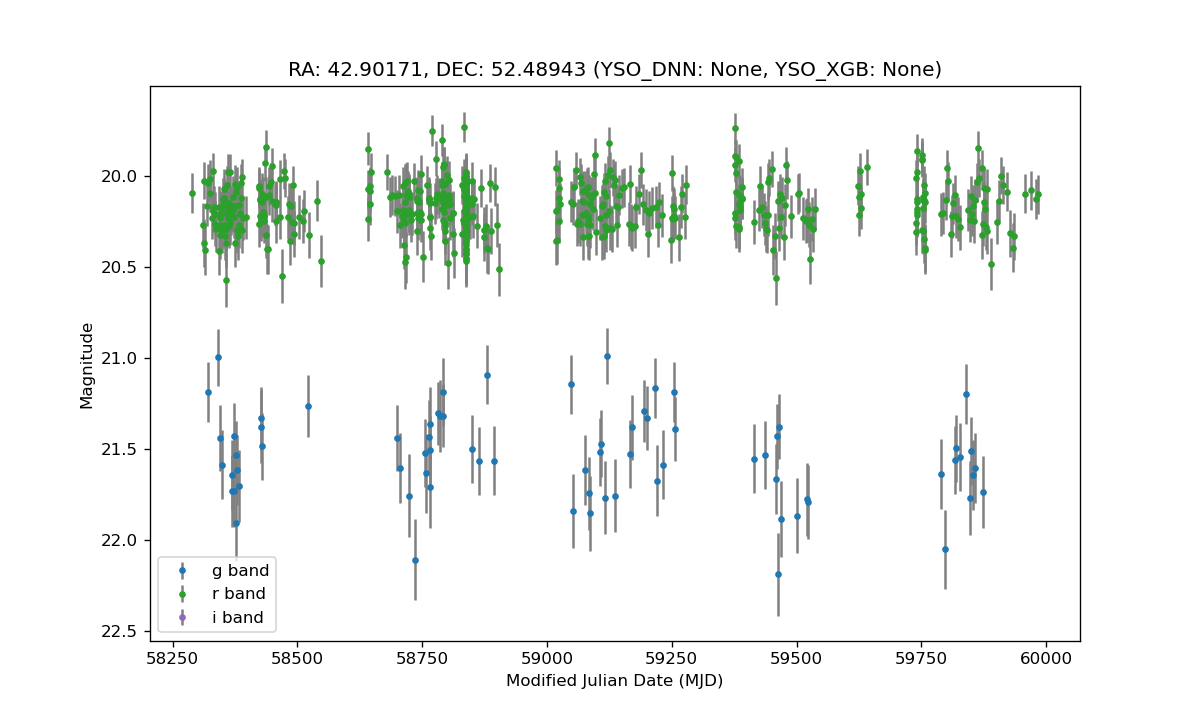 RA: 42.90171, DEC: 52.48943 (YSO_DNN: None, YSO_XGB: None)
Magnitude
20.0
20.5
21.0
21.5
22.0
22.5
g band
r band
i band
58250 58500 58750 59000 59250 59500 59750 60000
Modified Julian Date (MJD)